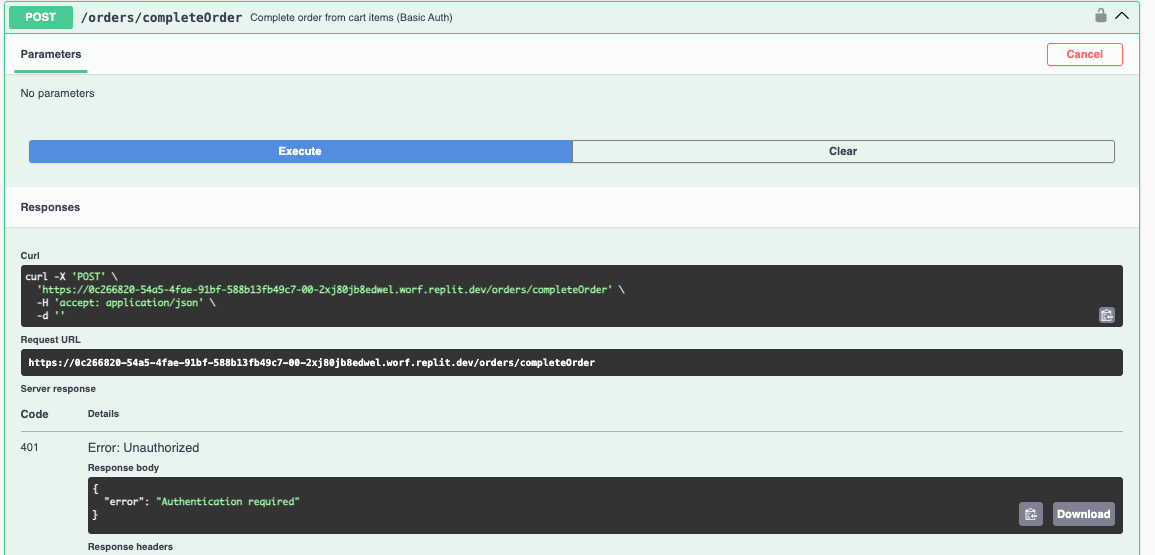 POST /orders/completeOrder Complete order from cart items (Basic Auth)
Parameters Cancel
No parameters
Execute Clear
Responses
Curl
curl -X 'POST' \
'https://0c266820-54a5-4fae-91bf-588b13fb49c7-00-2xj80jb8edwel.worf.replit.dev/orders/completeOrder' \
-H 'accept: application/json' \
-d ''
Request URL
https://0c266820-54a5-4fae-91bf-588b13fb49c7-00-2xj80jb8edwel.worf.replit.dev/orders/completeOrder
Server response
Code Details
401 Error: Unauthorized
Response body
{
"error": "Authentication required"
}
Download
Response headers